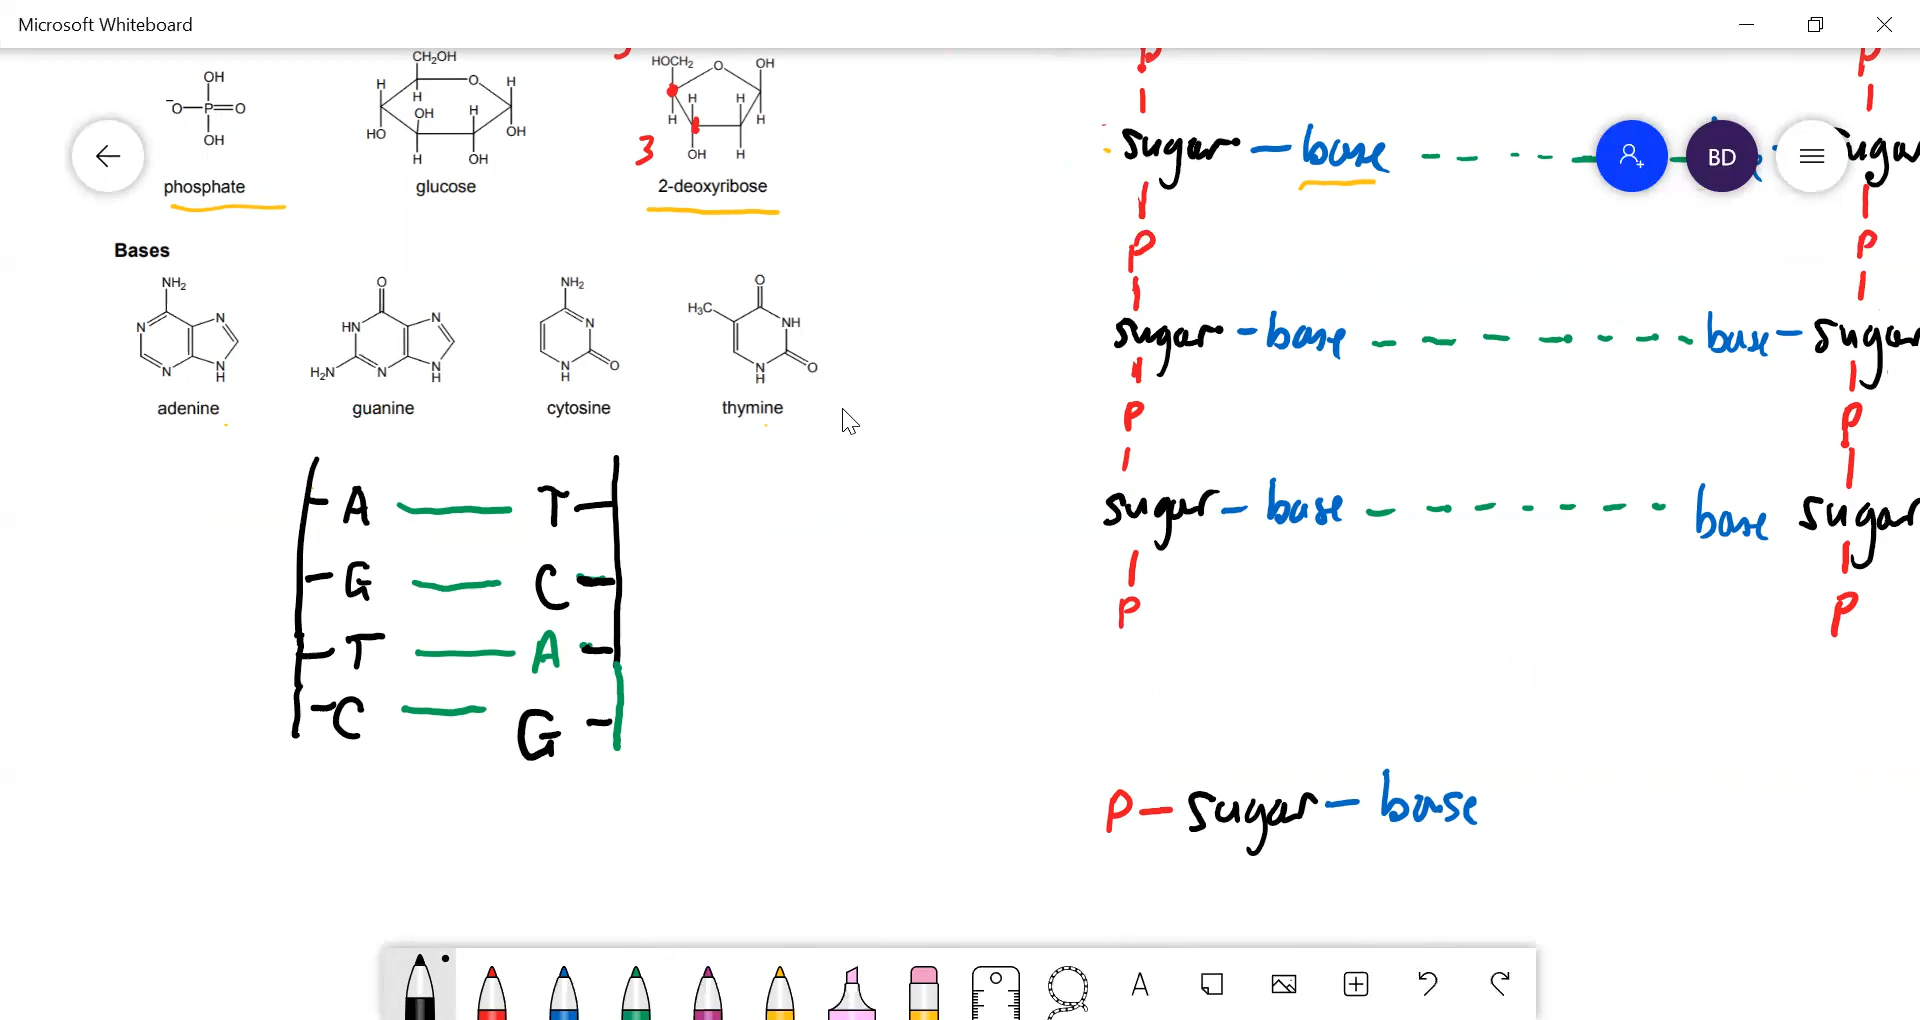 Microsoft Whiteboard
OH
⁻O—P=O
OH
phosphate
CH₂OH
H O H
H
OH H
HO OH
H OH
glucose
HOCH₂ O OH
H H
H H
OH H
3
2-deoxyribose
Bases
NH₂
N N
N N
H
adenine
O
HN N
H₂N N N
H
guanine
NH₂
N
N O
H
cytosine
O
H₃C NH
N O
H
thymine
A T
G C
T A
C G
P P
sugar — base sugar
BD
P P
sugar - base base - sugar
P P
sugar - base base sugar
P P
P — sugar — base
A